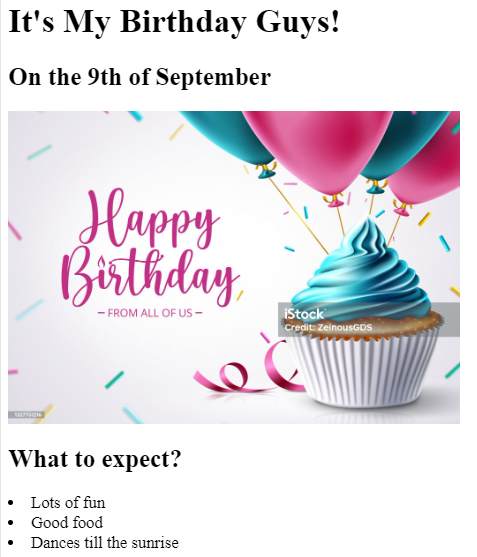 It's My Birthday Guys!
On the 9th of September
Happy
Birthday
– FROM ALL OF US –
iStock
Credit: ZeinousGDS
What to expect?
• Lots of fun
• Good food
• Dances till the sunrise